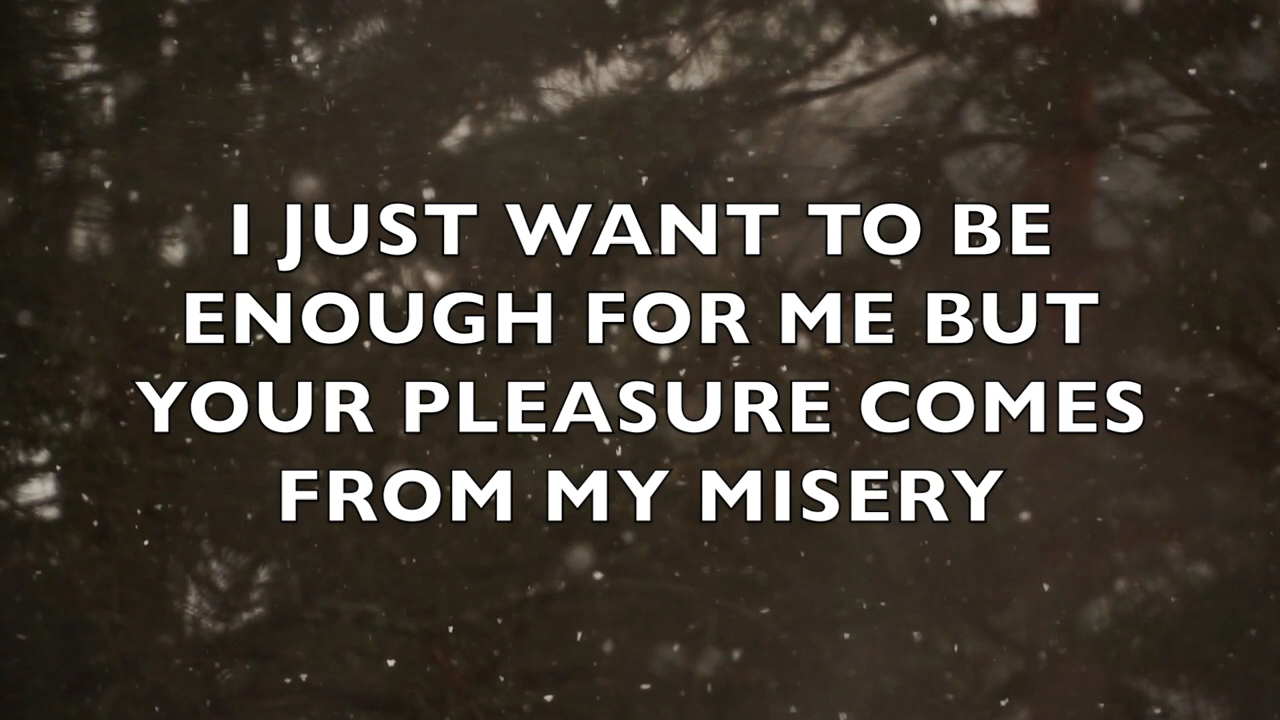 I JUST WANT TO BE
ENOUGH FOR ME BUT
YOUR PLEASURE COMES
FROM MY MISERY